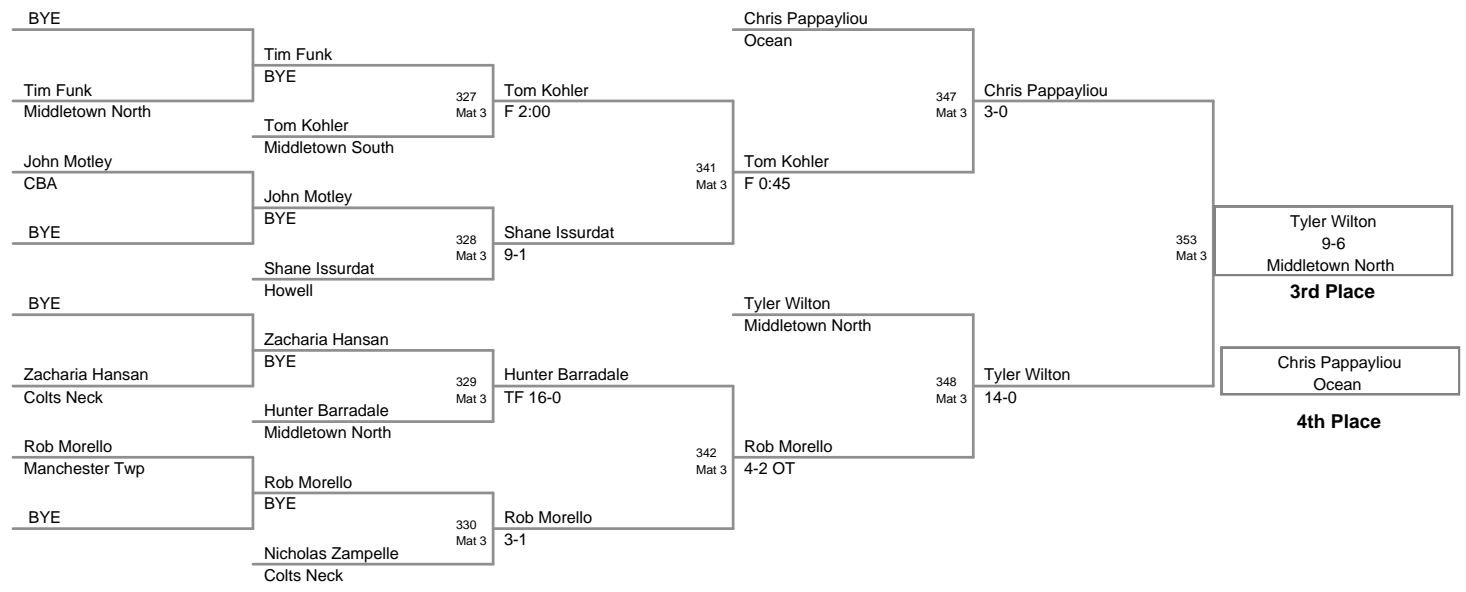 BYE
Tim Funk
Middletown North
John Motley
CBA
BYE
BYE
Zacharia Hansan
Colts Neck
Rob Morello
Manchester Twp
BYE
Tim Funk
BYE
327
Mat 3
Tom Kohler
Middletown South
John Motley
BYE
328
Mat 3
Shane Issurdat
Howell
Zacharia Hansan
BYE
329
Mat 3
Hunter Barradale
Middletown North
Rob Morello
BYE
330
Mat 3
Nicholas Zampelle
Colts Neck
Tom Kohler
F 2:00
341
Mat 3
Shane Issurdat
9-1
Hunter Barradale
TF 16-0
342
Mat 3
Rob Morello
3-1
Chris Pappayliou
Ocean
347
Mat 3
Tom Kohler
F 0:45
Tyler Wilton
Middletown North
348
Mat 3
Rob Morello
4-2 OT
Chris Pappayliou
3-0
353
Mat 3
Tyler Wilton
14-0
Tyler Wilton
9-6
Middletown North
3rd Place
Chris Pappayliou
Ocean
4th Place